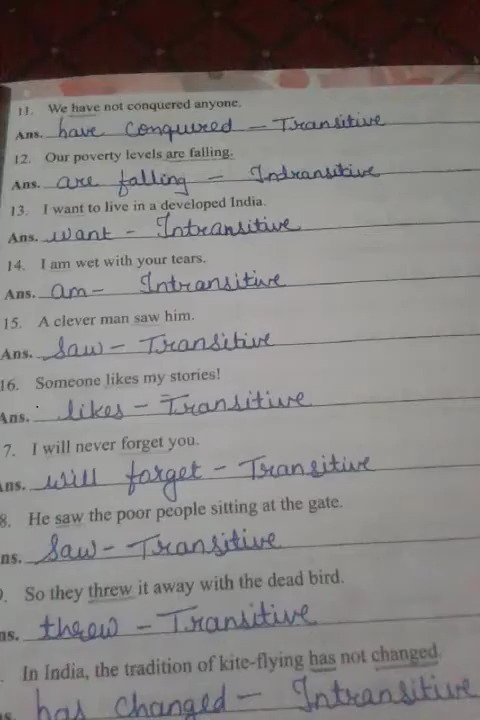 11. We have not conquered anyone.
Ans. have conqured - Transitive
12. Our poverty levels are falling.
Ans. are falling - Indransitive
13. I want to live in a developed India.
Ans. want - Intransitive
14. I am wet with your tears.
Ans. am - Intransitive
15. A clever man saw him.
Ans. Saw - Transitive
16. Someone likes my stories!
Ans. likes - Transitive
7. I will never forget you.
Ans. will forget - Transitive
8. He saw the poor people sitting at the gate.
ns. Saw - Transitive
. So they threw it away with the dead bird.
ns. threw - Transitive
. In India, the tradition of kite-flying has not changed.
s. has changed - Intransitive